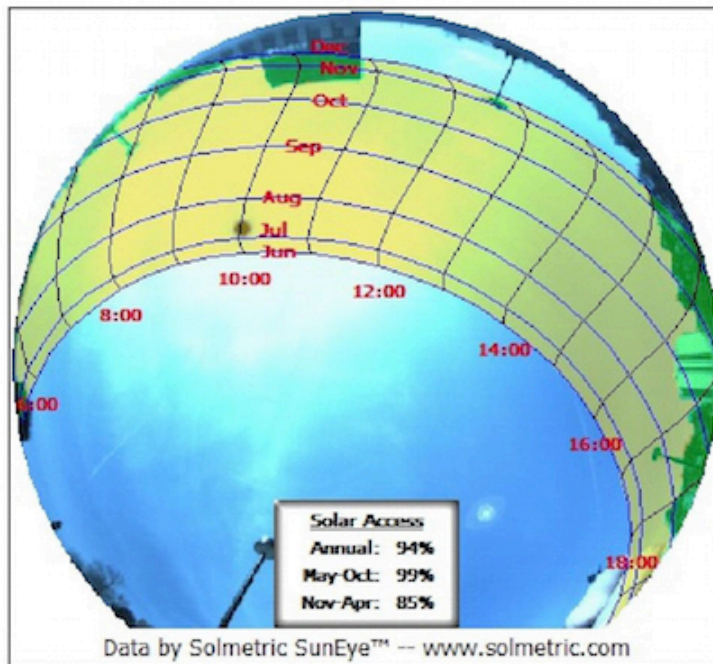 Dec
Nov
Oct
Sep
Aug
Jul
Jun
10:00
12:00
8:00
14:00
6:00
16:00
18:00
Solar Access
Annual: 94%
May-Oct: 99%
Nov-Apr: 85%
Data by Solmetric SunEye™ -- www.solmetric.com